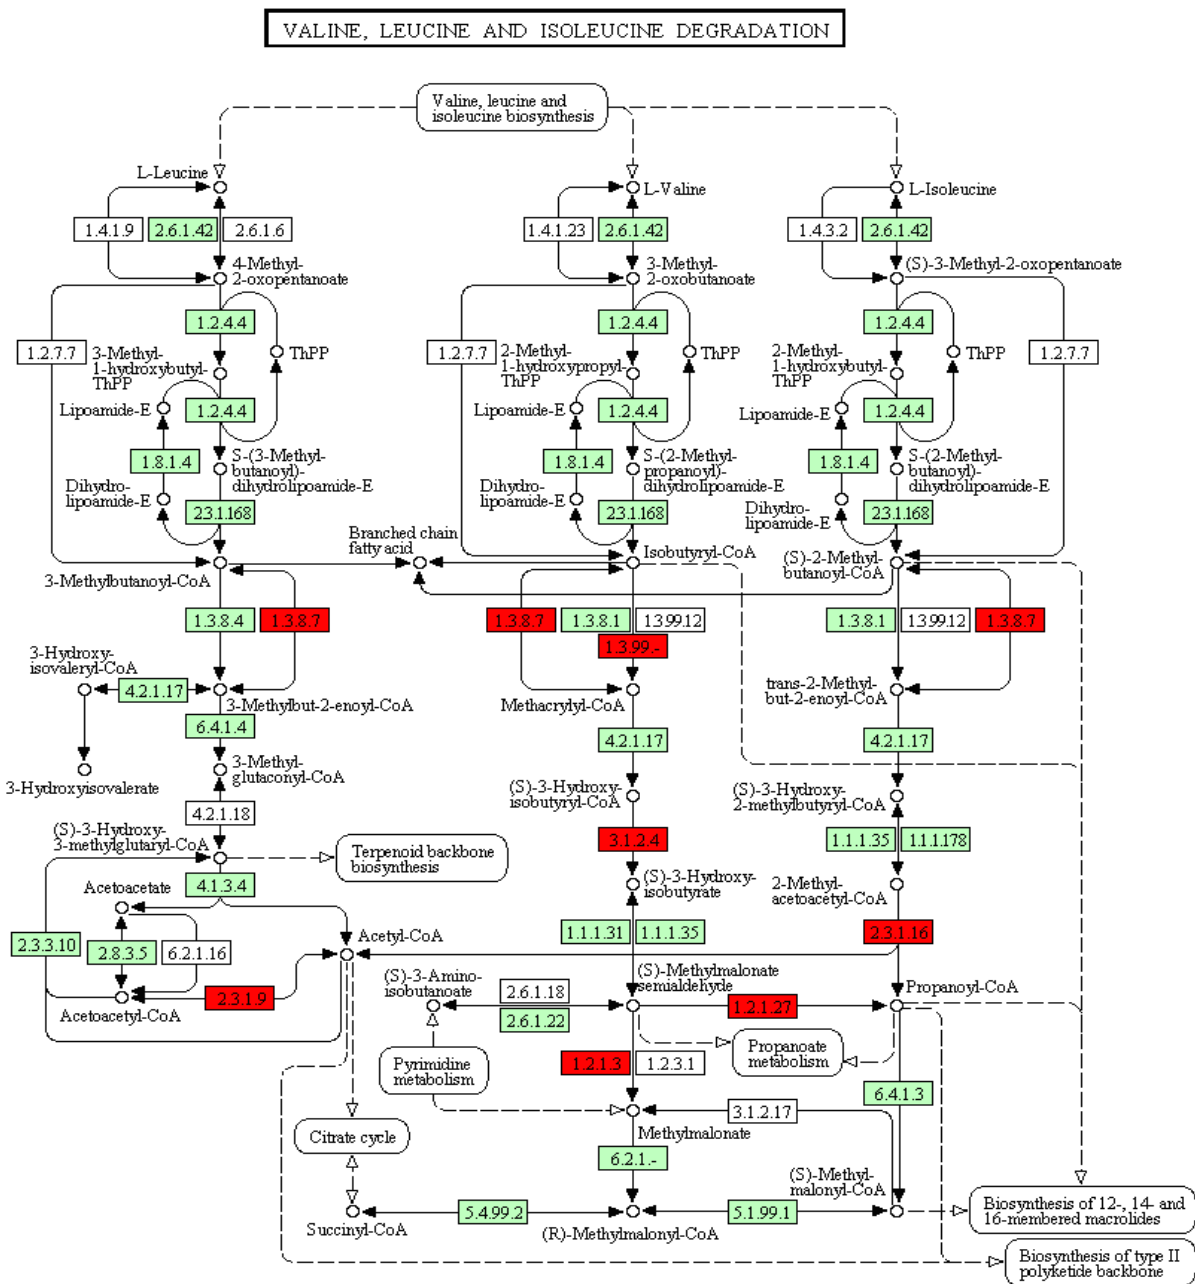 VALINE, LEUCINE AND ISOLEUCINE DEGRADATION
Valine, leucine and
isoleucine biosynthesis
L-Leucine
L-Valine
L-Isoleucine
1.4.1.9
2.6.1.42
2.6.1.6
1.4.1.23
2.6.1.42
1.4.3.2
2.6.1.42
4-Methyl-
2-oxopentanoate
3-Methyl-
2-oxobutanoate
(S)-3-Methyl-2-oxopentanoate
1.2.4.4
1.2.4.4
1.2.4.4
1.2.7.7
3-Methyl-
1-hydroxybutyl-
ThPP
ThPP
1.2.7.7
2-Methyl-
1-hydroxypropyl-
ThPP
ThPP
2-Methyl-
1-hydroxybutyl-
ThPP
ThPP
1.2.7.7
Lipoamide-E
1.2.4.4
Lipoamide-E
1.2.4.4
Lipoamide-E
1.2.4.4
1.8.1.4
S-(3-Methyl-
butanoyl)-
dihydrolipoamide-E
1.8.1.4
S-(2-Methyl-
propanoyl)-
dihydrolipoamide-E
1.8.1.4
S-(2-Methyl-
butanoyl)-
dihydrolipoamide-E
Dihydro-
lipoamide-E
2.3.1.168
Dihydro-
lipoamide-E
2.3.1.168
Dihydro-
lipoamide-E
2.3.1.168
Branched chain
fatty acid
3-Methylbutanoyl-CoA
Isobutyryl-CoA
(S)-2-Methyl-
butanoyl-CoA
1.3.8.4
1.3.8.7
1.3.8.7
1.3.8.1
1.3.99.12
1.3.99.-
1.3.8.1
1.3.99.12
1.3.8.7
3-Hydroxy-
isovaleryl-CoA
4.2.1.17
3-Methylbut-2-enoyl-CoA
Methacrylyl-CoA
trans-2-Methyl-
but-2-enoyl-CoA
6.4.1.4
4.2.1.17
4.2.1.17
3-Methyl-
glutaconyl-CoA
3-Hydroxyisovalerate
(S)-3-Hydroxy-
isobutyryl-CoA
(S)-3-Hydroxy-
2-methylbutyryl-CoA
4.2.1.18
(S)-3-Hydroxy-
3-methylglutaryl-CoA
Terpenoid backbone
biosynthesis
3.1.2.4
1.1.1.35
1.1.1.178
4.1.3.4
Acetoacetate
(S)-3-Hydroxy-
isobutyrate
2-Methyl-
acetoacetyl-CoA
2.3.3.10
2.8.3.5
6.2.1.16
Acetyl-CoA
1.1.1.31
1.1.1.35
2.3.1.16
2.3.1.9
Acetoacetyl-CoA
(S)-3-Amino-
isobutanoate
2.6.1.18
2.6.1.22
(S)-Methylmalonate
semialdehyde
1.2.1.27
Propanoyl-CoA
Pyrimidine
metabolism
1.2.1.3
1.2.3.1
Propanoate
metabolism
6.4.1.3
3.1.2.17
Methylmalonate
Citrate cycle
6.2.1.-
(S)-Methyl-
malonyl-CoA
Succinyl-CoA
5.4.99.2
(R)-Methylmalonyl-CoA
5.1.99.1
Biosynthesis of 12-, 14- and
16-membered macrolides
Biosynthesis of type II
polyketide backbone